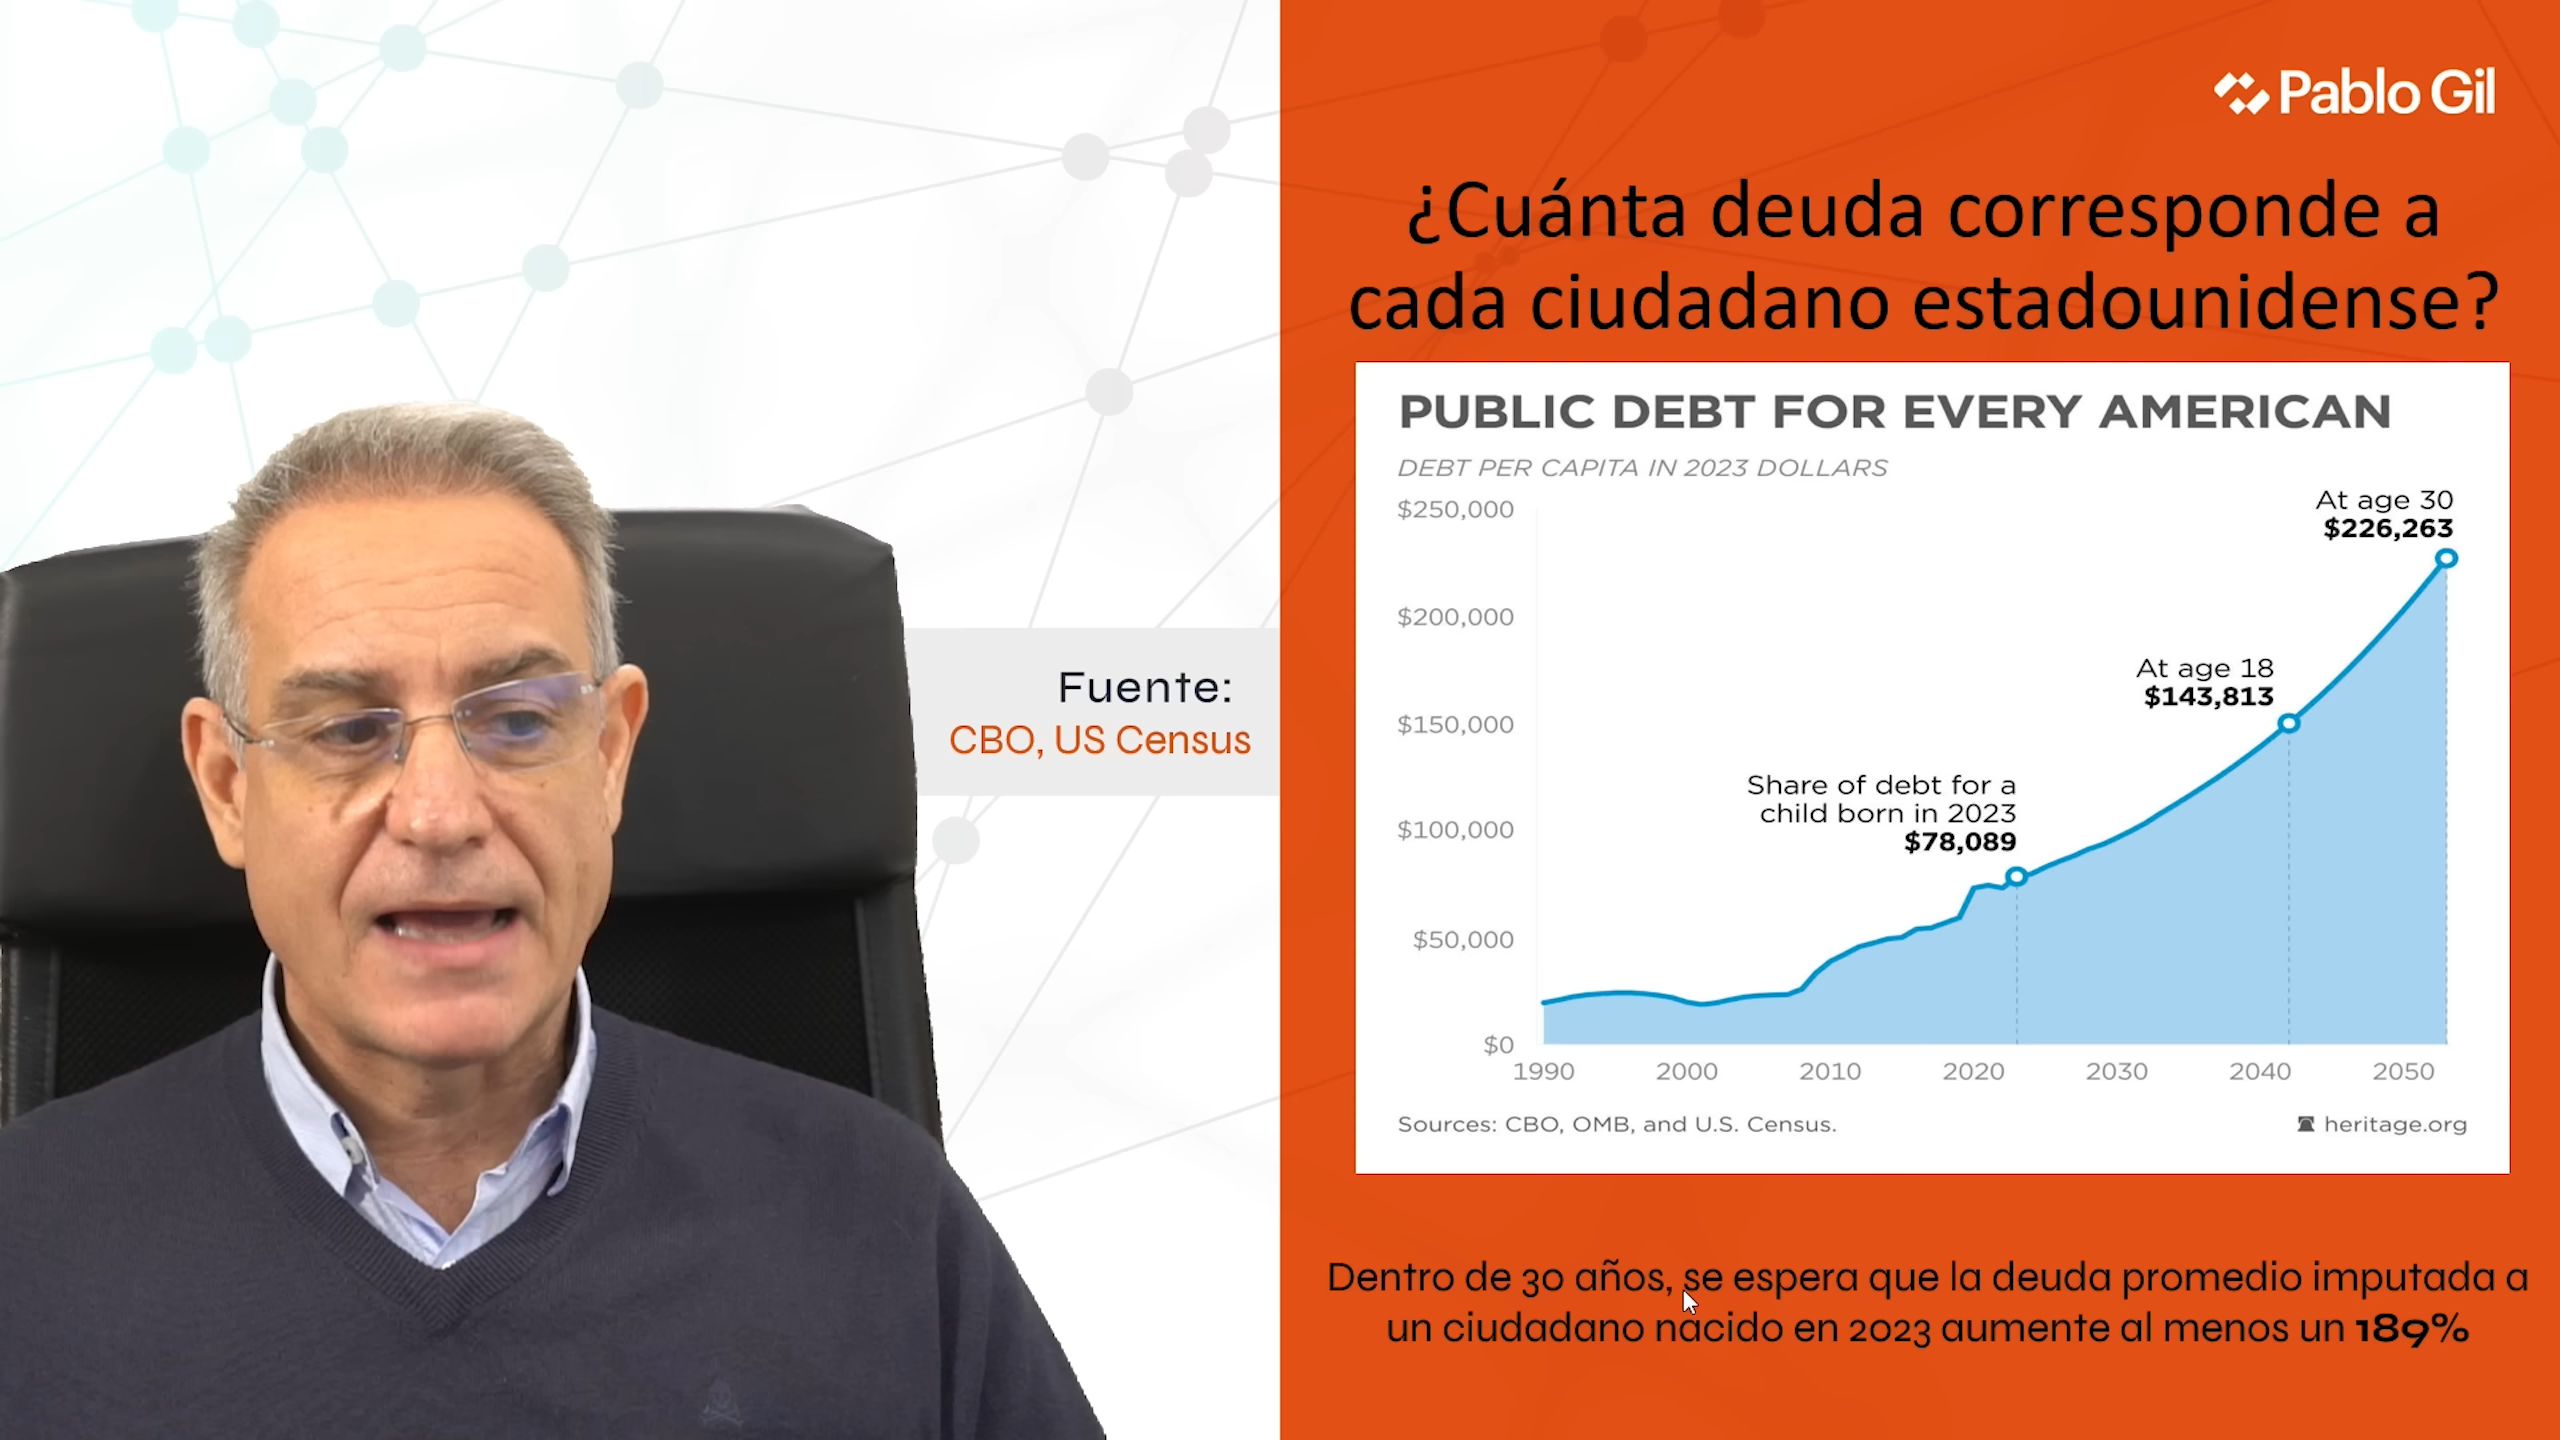 Pablo Gil
¿Cuánta deuda corresponde a
cada ciudadano estadounidense?
Fuente:
CBO, US Census
PUBLIC DEBT FOR EVERY AMERICAN
DEBT PER CAPITA IN 2023 DOLLARS
$250,000
$200,000
$150,000
$100,000
$50,000
$0
At age 30
$226,263
At age 18
$143,813
Share of debt for a
child born in 2023
$78,089
1990 2000 2010 2020 2030 2040 2050
Sources: CBO, OMB, and U.S. Census.
heritage.org
Dentro de 30 años, se espera que la deuda promedio imputada a
un ciudadano nacido en 2023 aumente al menos un 189%